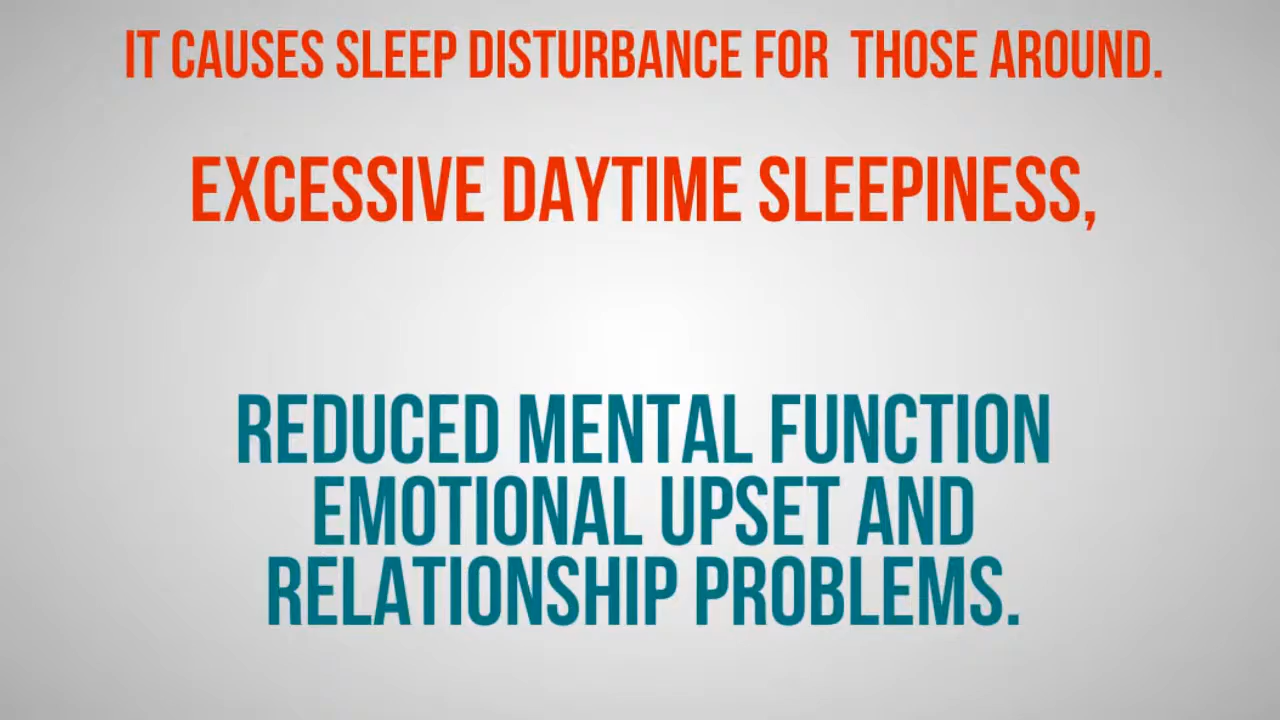 IT CAUSES SLEEP DISTURBANCE FOR THOSE AROUND.
EXCESSIVE DAYTIME SLEEPINESS,
REDUCED MENTAL FUNCTION
EMOTIONAL UPSET AND
RELATIONSHIP PROBLEMS.